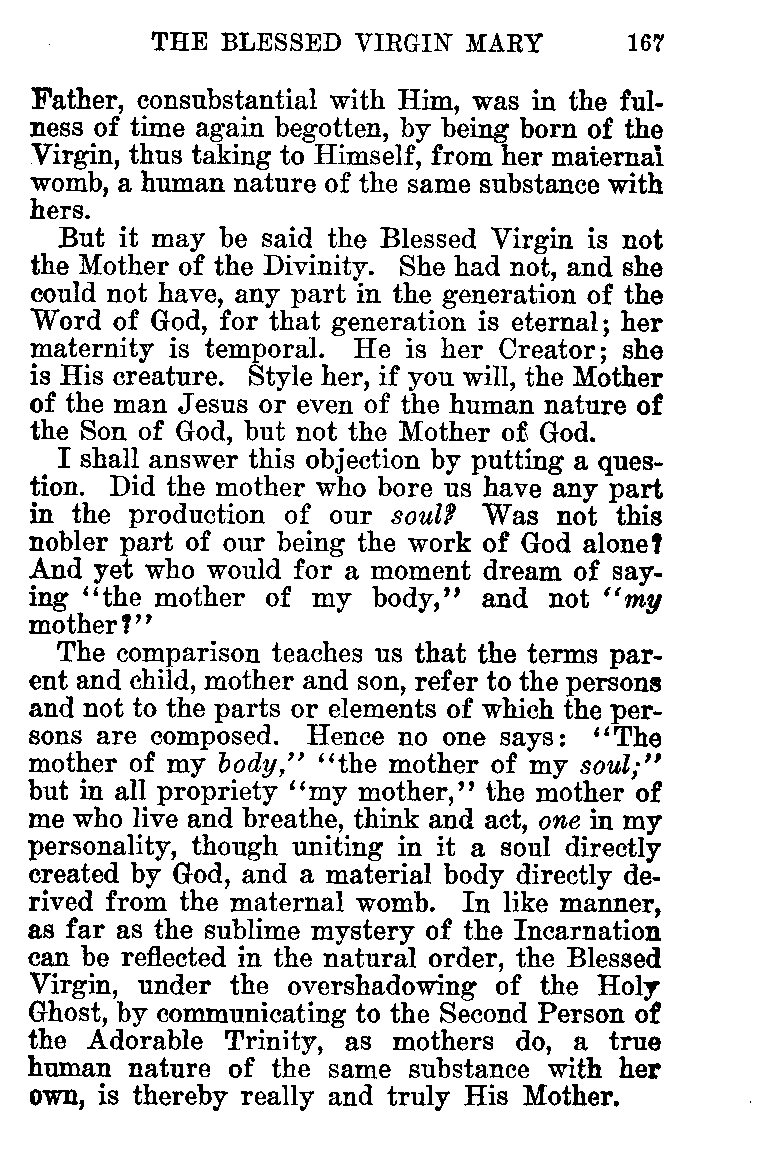 THE BLESSED VIRGIN MARY 167
Father, consubstantial with Him, was in the ful-
ness of time again begotten, by being born of the
Virgin, thus taking to Himself, from her maternal
womb, a human nature of the same substance with
hers.
But it may be said the Blessed Virgin is not
the Mother of the Divinity. She had not, and she
could not have, any part in the generation of the
Word of God, for that generation is eternal; her
maternity is temporal. He is her Creator; she
is His creature. Style her, if you will, the Mother
of the man Jesus or even of the human nature of
the Son of God, but not the Mother of God.
I shall answer this objection by putting a ques-
tion. Did the mother who bore us have any part
in the production of our soul? Was not this
nobler part of our being the work of God alone?
And yet who would for a moment dream of say-
ing "the mother of my body," and not "my
mother?"
The comparison teaches us that the terms par-
ent and child, mother and son, refer to the persons
and not to the parts or elements of which the per-
sons are composed. Hence no one says: "The
mother of my body," "the mother of my soul;"
but in all propriety "my mother," the mother of
me who live and breathe, think and act, one in my
personality, though uniting in it a soul directly
created by God, and a material body directly de-
rived from the maternal womb. In like manner,
as far as the sublime mystery of the Incarnation
can be reflected in the natural order, the Blessed
Virgin, under the overshadowing of the Holy
Ghost, by communicating to the Second Person of
the Adorable Trinity, as mothers do, a true
human nature of the same substance with her
own, is thereby really and truly His Mother.